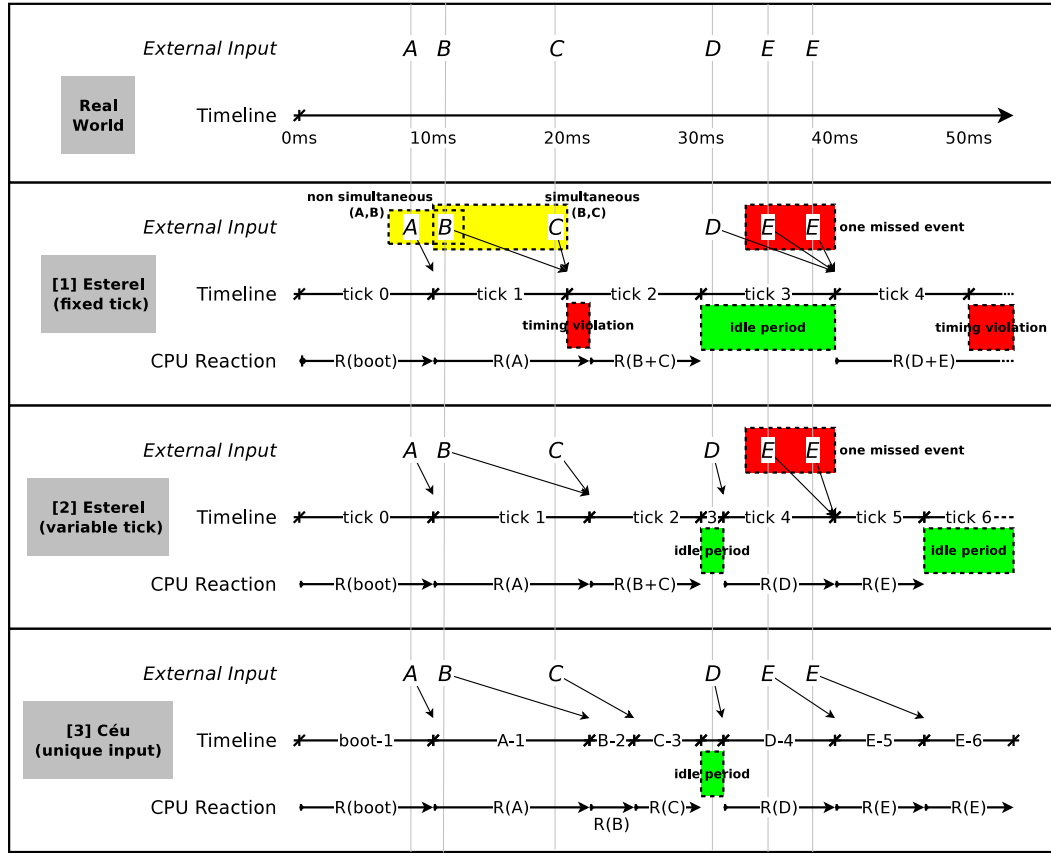 External Input A B C D E E
Real
World
Timeline
0ms 10ms 20ms 30ms 40ms 50ms
non simultaneous
(A,B)
simultaneous
(B,C)
External Input A B C D E E one missed event
[1] Esterel
(fixed tick)
Timeline tick 0 tick 1 tick 2 tick 3 tick 4
timing violation idle period timing violation
CPU Reaction R(boot) R(A) R(B+C) R(D+E)
External Input A B C D E E one missed event
[2] Esterel
(variable tick)
Timeline tick 0 tick 1 tick 2 3 tick 4 tick 5 tick 6
idle period idle period
CPU Reaction R(boot) R(A) R(B+C) R(D) R(E)
External Input A B C D E E
[3] Céu
(unique input)
Timeline boot-1 A-1 B-2 C-3 D-4 E-5 E-6
idle period
CPU Reaction R(boot) R(A) R(B) R(C) R(D) R(E) R(E)